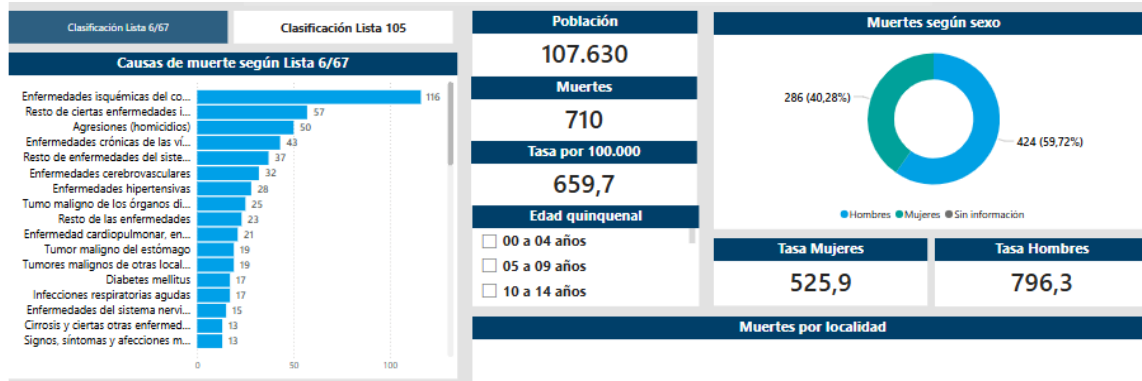 Clasificación Lista 6/67
Clasificación Lista 105
Causas de muerte según Lista 6/67
Enfermedades isquémicas del co... 116
Resto de ciertas enfermedades i... 57
Agresiones (homicidios) 50
Enfermedades crónicas de las ví... 43
Resto de enfermedades del siste... 37
Enfermedades cerebrovasculares 32
Enfermedades hipertensivas 28
Tumo maligno de los órganos di... 25
Resto de las enfermedades 23
Enfermedad cardiopulmonar, en... 21
Tumor maligno del estómago 19
Tumores malignos de otras local... 19
Diabetes mellitus 17
Infecciones respiratorias agudas 17
Enfermedades del sistema nervi... 15
Cirrosis y ciertas otras enfermed... 13
Signos, síntomas y afecciones m... 13
0 50 100
Población
107.630
Muertes
710
Tasa por 100.000
659,7
Edad quinquenal
00 a 04 años
05 a 09 años
10 a 14 años
Muertes según sexo
286 (40,28%)
424 (59,72%)
Hombres Mujeres Sin información
Tasa Mujeres
525,9
Tasa Hombres
796,3
Muertes por localidad